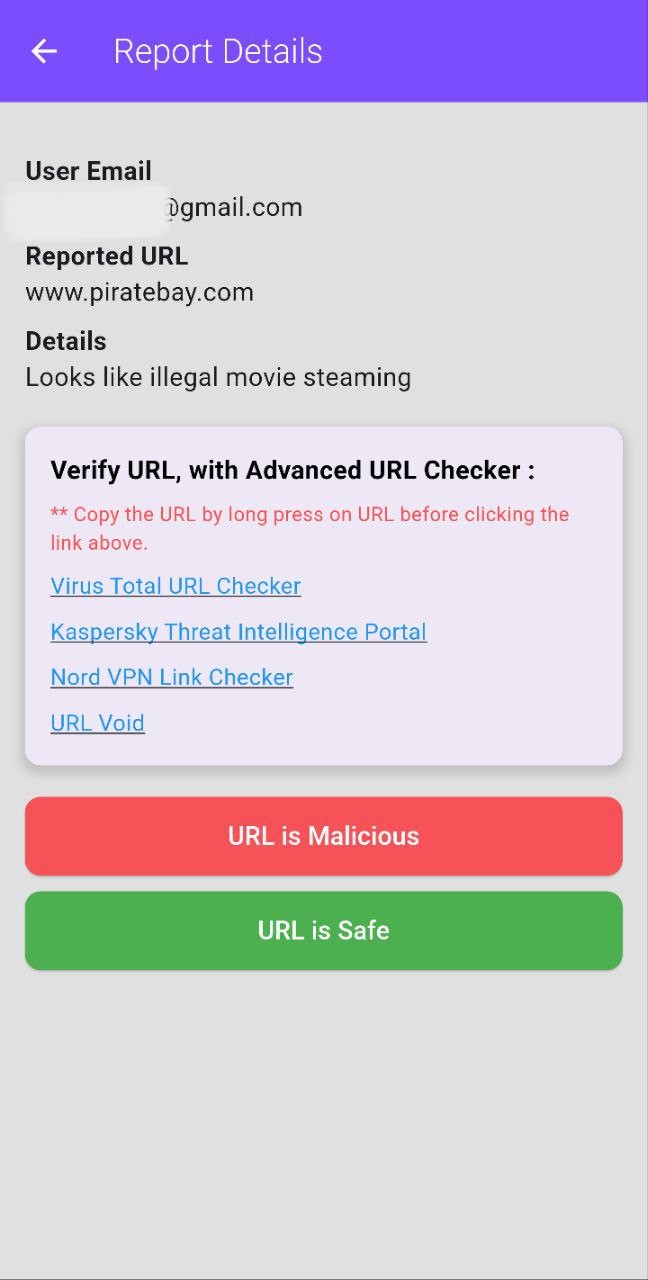 Report Details
User Email
@gmail.com
Reported URL
www.piratebay.com
Details
Looks like illegal movie steaming
Verify URL, with Advanced URL Checker :
** Copy the URL by long press on URL before clicking the
link above.
Virus Total URL Checker
Kaspersky Threat Intelligence Portal
Nord VPN Link Checker
URL Void
URL is Malicious
URL is Safe